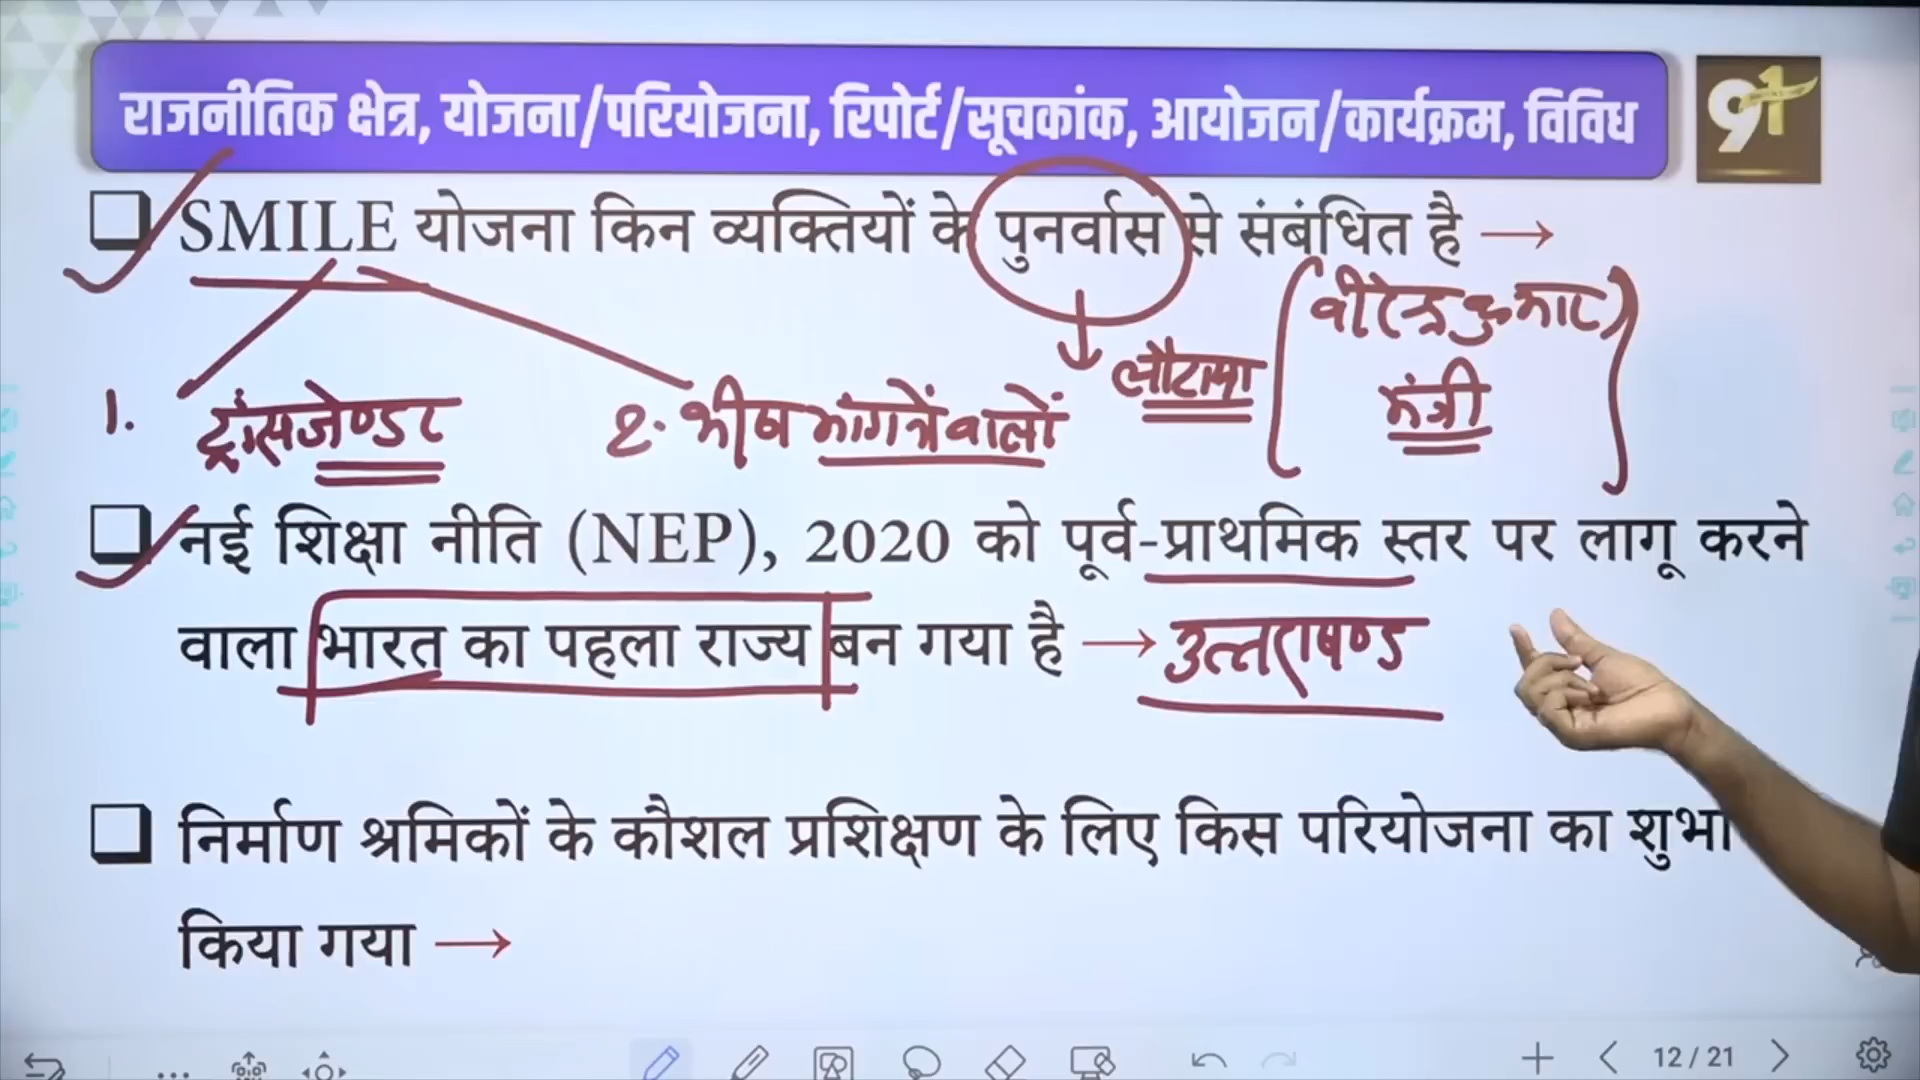 राजनीतिक क्षेत्र, योजना/परियोजना, रिपोर्ट/सूचकांक, आयोजन/कार्यक्रम, विविध
91
SMILE योजना किन व्यक्तियों के पुनर्वास से संबंधित है →
(वीरेन्द्र कुमार)
मंत्री
लौटाना
1. ट्रांसजेण्डर 2. भीख मांगने वालों
नई शिक्षा नीति (NEP), 2020 को पूर्व-प्राथमिक स्तर पर लागू करने
वाला भारत का पहला राज्य बन गया है → उत्तराखण्ड
निर्माण श्रमिकों के कौशल प्रशिक्षण के लिए किस परियोजना का शुभा
किया गया →
12 / 21